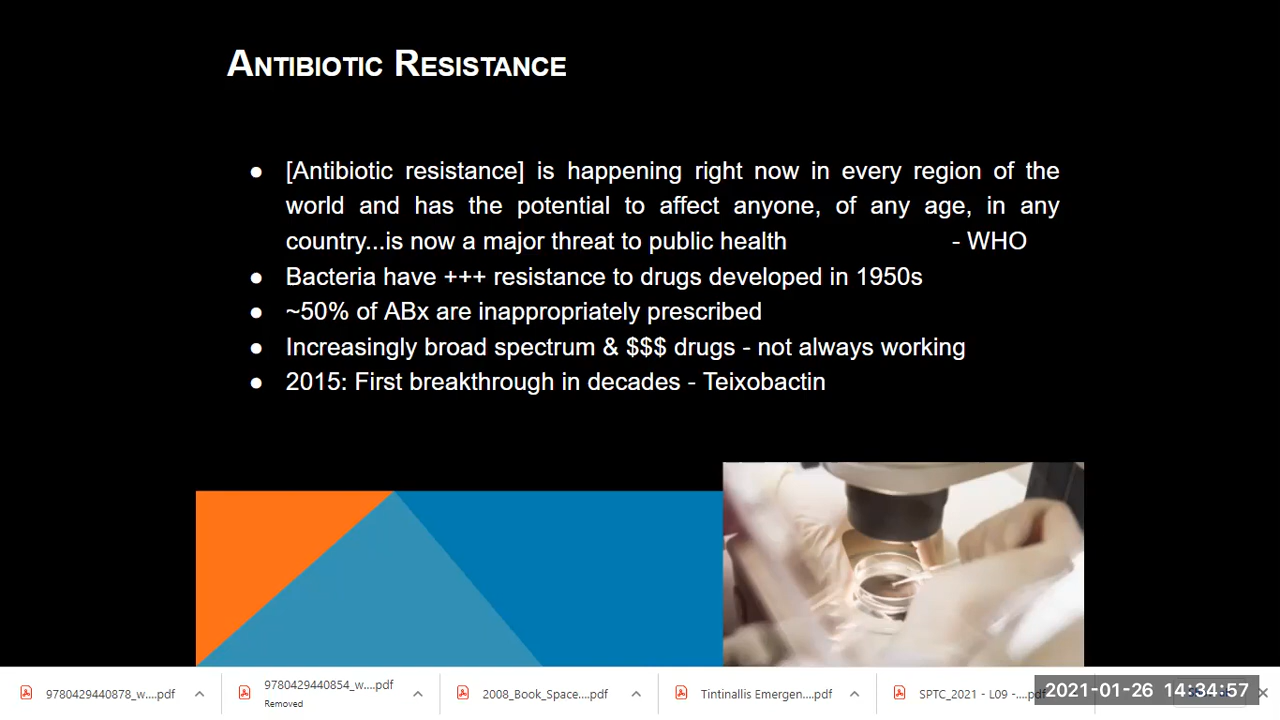 ANTIBIOTIC RESISTANCE
● [Antibiotic resistance] is happening right now in every region of the
world and has the potential to affect anyone, of any age, in any
country...is now a major threat to public health - WHO
● Bacteria have +++ resistance to drugs developed in 1950s
● ~50% of ABx are inappropriately prescribed
● Increasingly broad spectrum & $$$ drugs - not always working
● 2015: First breakthrough in decades - Teixobactin
9780429440878_w....pdf
9780429440854_w....pdf
Removed
2008_Book_Space....pdf
Tintinallis Emergen....pdf
SPTC_2021 - L09 -....pdf
2021-01-26 14:34:57